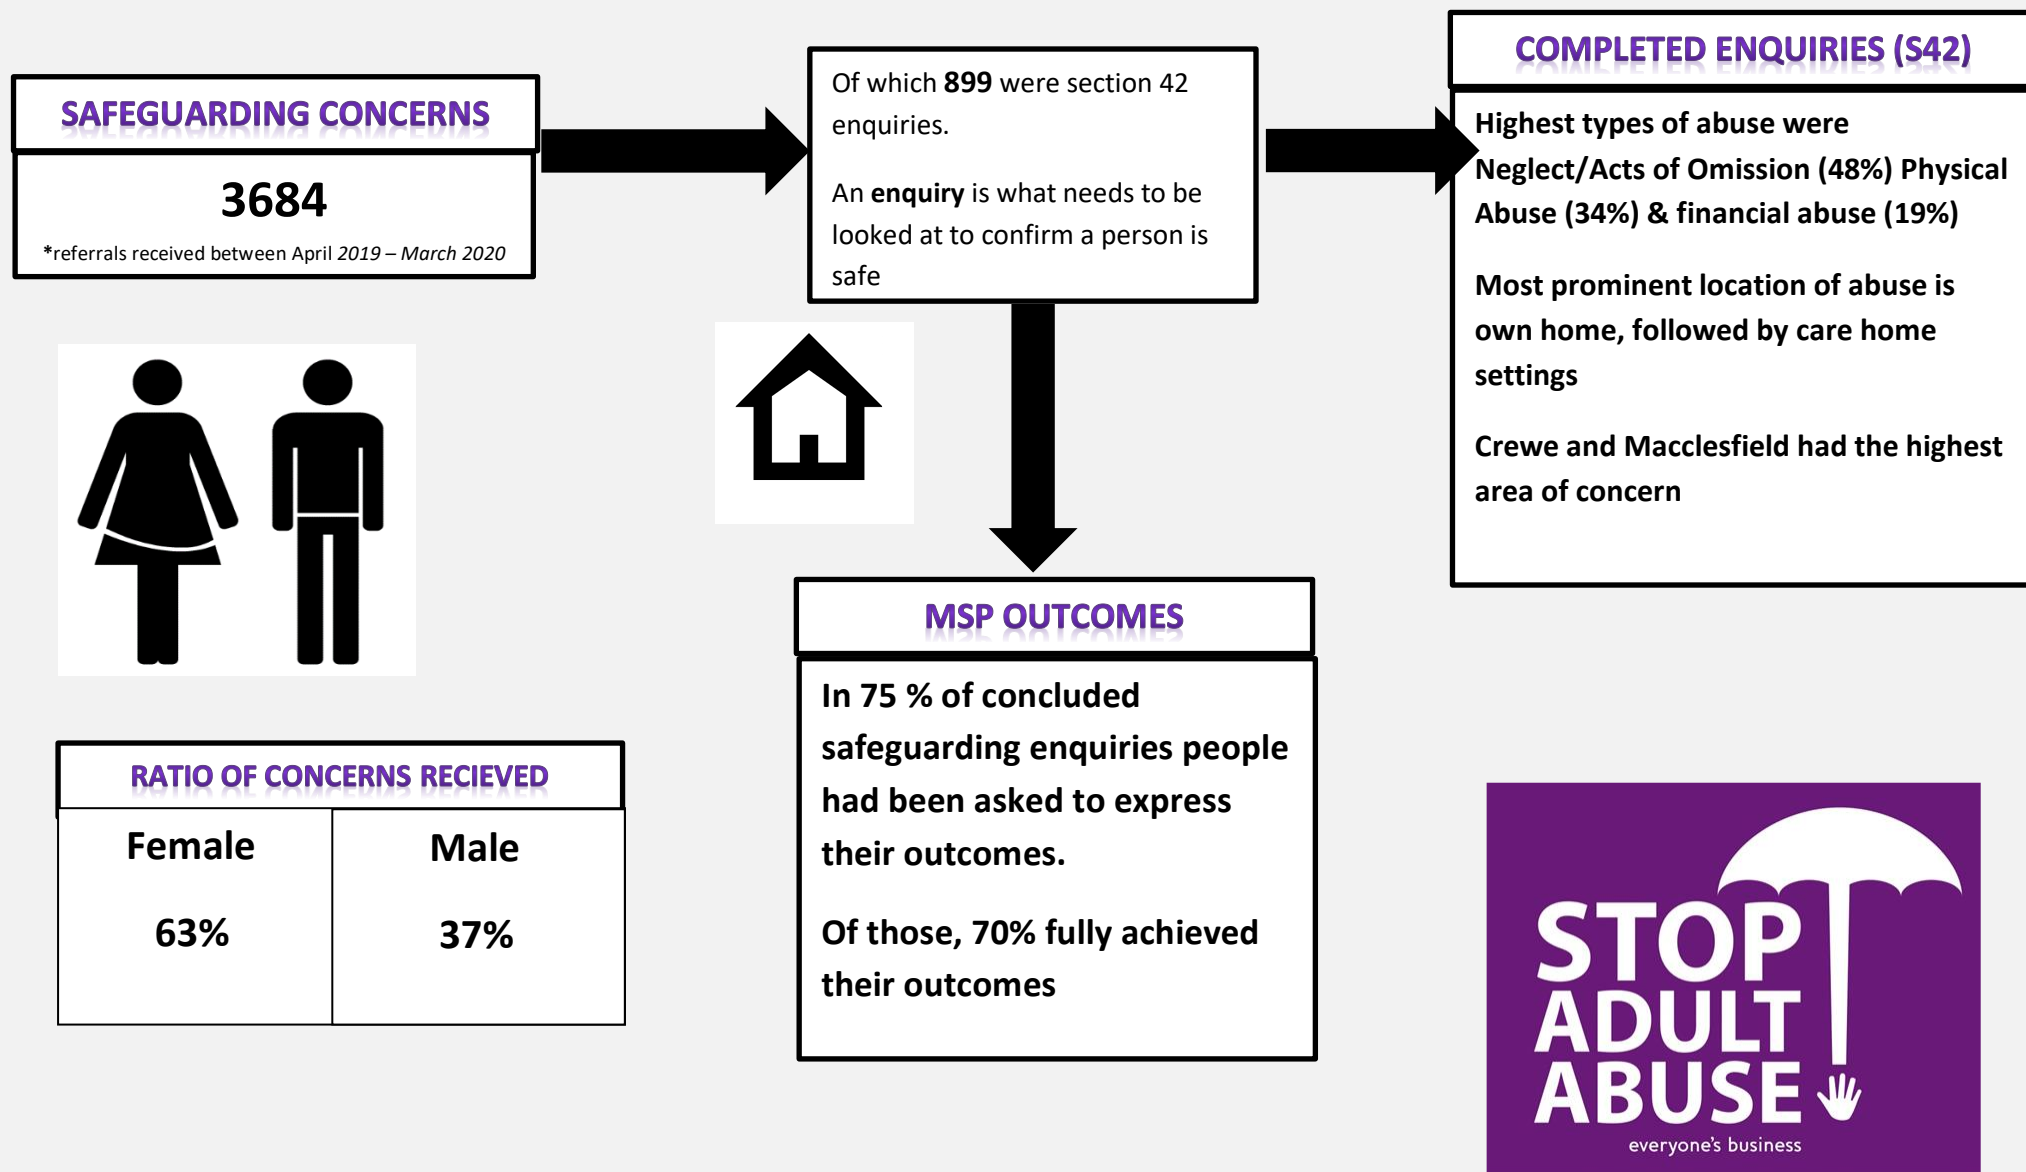 SAFEGUARDING CONCERNS
3684
*referrals received between April 2019 – March 2020
Of which 899 were section 42
enquiries.
An enquiry is what needs to be
looked at to confirm a person is
safe
COMPLETED ENQUIRIES (S42)
Highest types of abuse were
Neglect/Acts of Omission (48%) Physical
Abuse (34%) & financial abuse (19%)
Most prominent location of abuse is
own home, followed by care home
settings
Crewe and Macclesfield had the highest
area of concern
RATIO OF CONCERNS RECIEVED
Female
Male
63%
37%
MSP OUTCOMES
In 75 % of concluded
safeguarding enquiries people
had been asked to express
their outcomes.
Of those, 70% fully achieved
their outcomes
STOP
ADULT
ABUSE
everyone's business